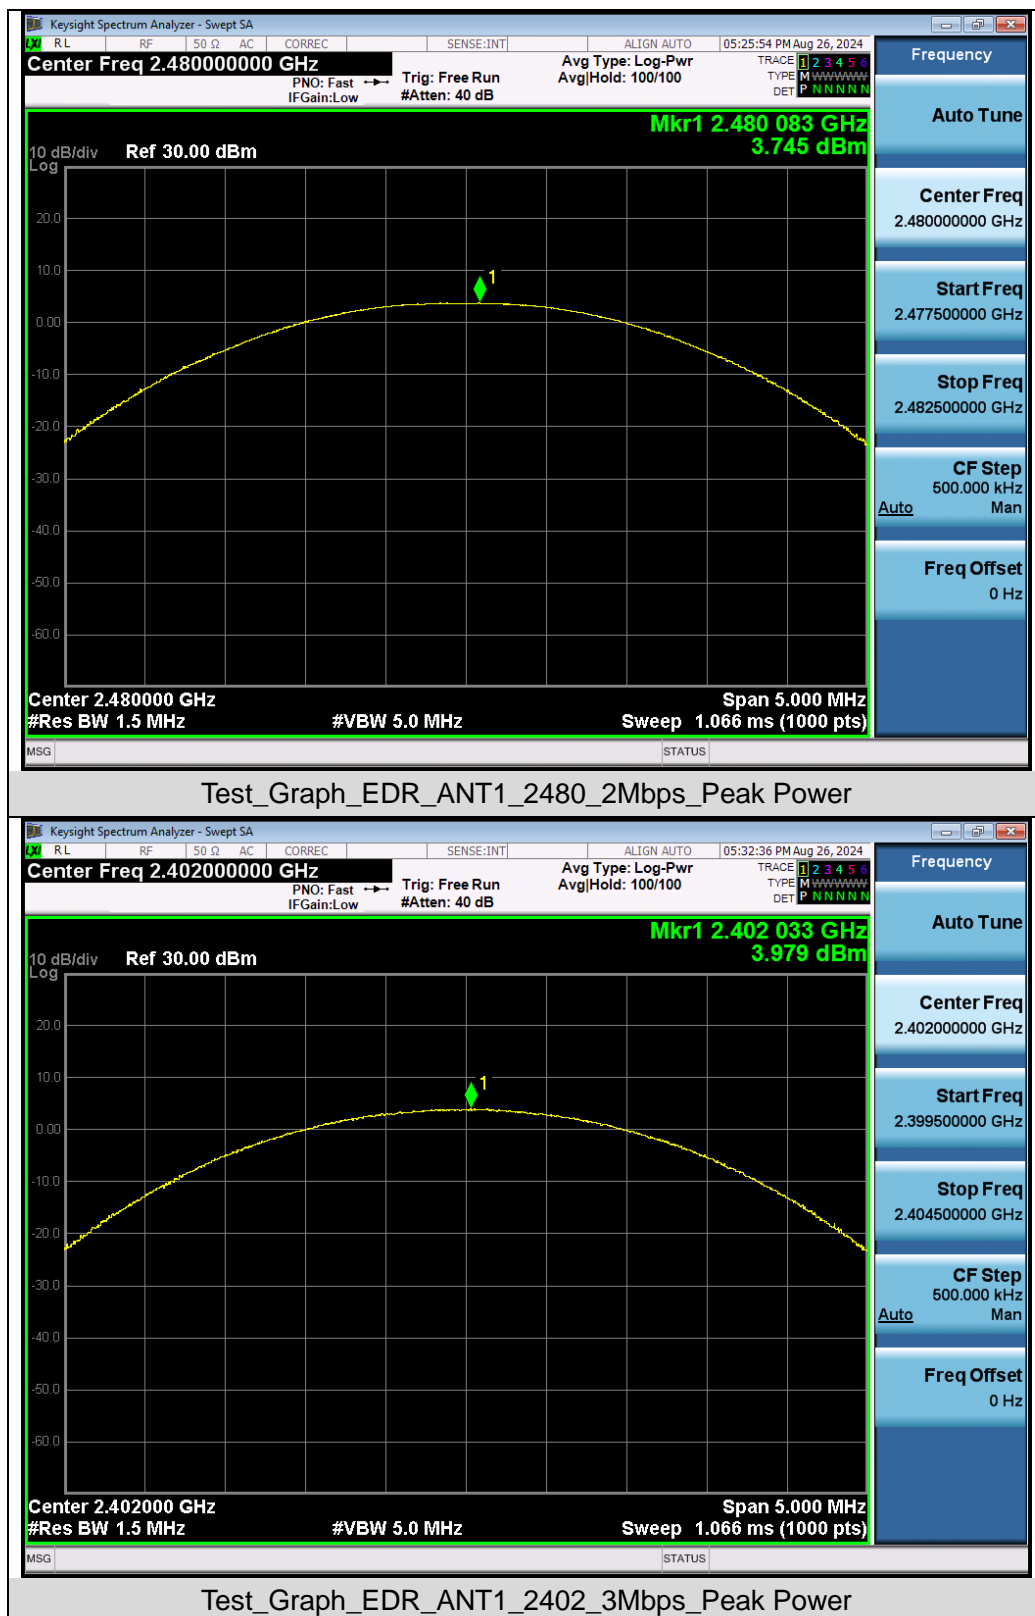 Keysight Spectrum Analyzer - Swept SA
LXI RL RF 50 Ω AC CORREC SENSE:INT ALIGN AUTO 05:25:54 PM Aug 26, 2024
Center Freq 2.480000000 GHz
PNO: Fast
IFGain:Low
Trig: Free Run
#Atten: 40 dB
Avg Type: Log-Pwr
Avg|Hold: 100/100
TRACE 1 2 3 4 5 6
TYPE M WWWWW
DET P N N N N N
Mkr1 2.480 083 GHz
3.745 dBm
10 dB/div Ref 30.00 dBm
Log
20.0
10.0
0.00
-10.0
-20.0
-30.0
-40.0
-50.0
-60.0
1
Center 2.480000 GHz Span 5.000 MHz
#Res BW 1.5 MHz #VBW 5.0 MHz Sweep 1.066 ms (1000 pts)
MSG STATUS
Frequency
Auto Tune
Center Freq
2.480000000 GHz
Start Freq
2.477500000 GHz
Stop Freq
2.482500000 GHz
CF Step
500.000 kHz
Auto Man
Freq Offset
0 Hz
Test_Graph_EDR_ANT1_2480_2Mbps_Peak Power
Keysight Spectrum Analyzer - Swept SA
LXI RL RF 50 Ω AC CORREC SENSE:INT ALIGN AUTO 05:32:36 PM Aug 26, 2024
Center Freq 2.402000000 GHz
PNO: Fast
IFGain:Low
Trig: Free Run
#Atten: 40 dB
Avg Type: Log-Pwr
Avg|Hold: 100/100
TRACE 1 2 3 4 5 6
TYPE M WWWWW
DET P N N N N N
Mkr1 2.402 033 GHz
3.979 dBm
10 dB/div Ref 30.00 dBm
Log
20.0
10.0
0.00
-10.0
-20.0
-30.0
-40.0
-50.0
-60.0
1
Center 2.402000 GHz Span 5.000 MHz
#Res BW 1.5 MHz #VBW 5.0 MHz Sweep 1.066 ms (1000 pts)
MSG STATUS
Frequency
Auto Tune
Center Freq
2.402000000 GHz
Start Freq
2.399500000 GHz
Stop Freq
2.404500000 GHz
CF Step
500.000 kHz
Auto Man
Freq Offset
0 Hz
Test_Graph_EDR_ANT1_2402_3Mbps_Peak Power